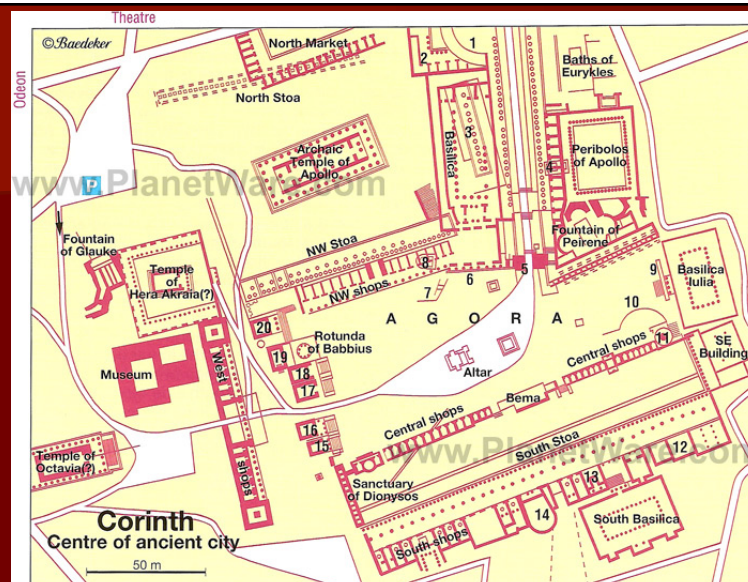 Theatre
Odeon
©Baedeker
North Market
North Stoa
1
2
Baths of
Eurykles
Archaic
Temple of
Apollo
Basilica
3
4
Peribolos
of Apollo
www.PlanetWare.com
P
Fountain
of Glauke
Temple
of
Hera Akraia(?)
NW Stoa
NW shops
8
7
6
5
Fountain of
Peirene
9
Basilica
Iulia
10
A G O R A
20
Rotunda
of Babbius
19
18
17
Museum
West
shops
Altar
Central shops
11
SE
Building
Bema
Central shops
16
15
www.PlanetWare.com
South Stoa
12
Temple of
Octavia(?)
Sanctuary
of Dionysos
13
14
South Basilica
South shops
Corinth
Centre of ancient city
50 m